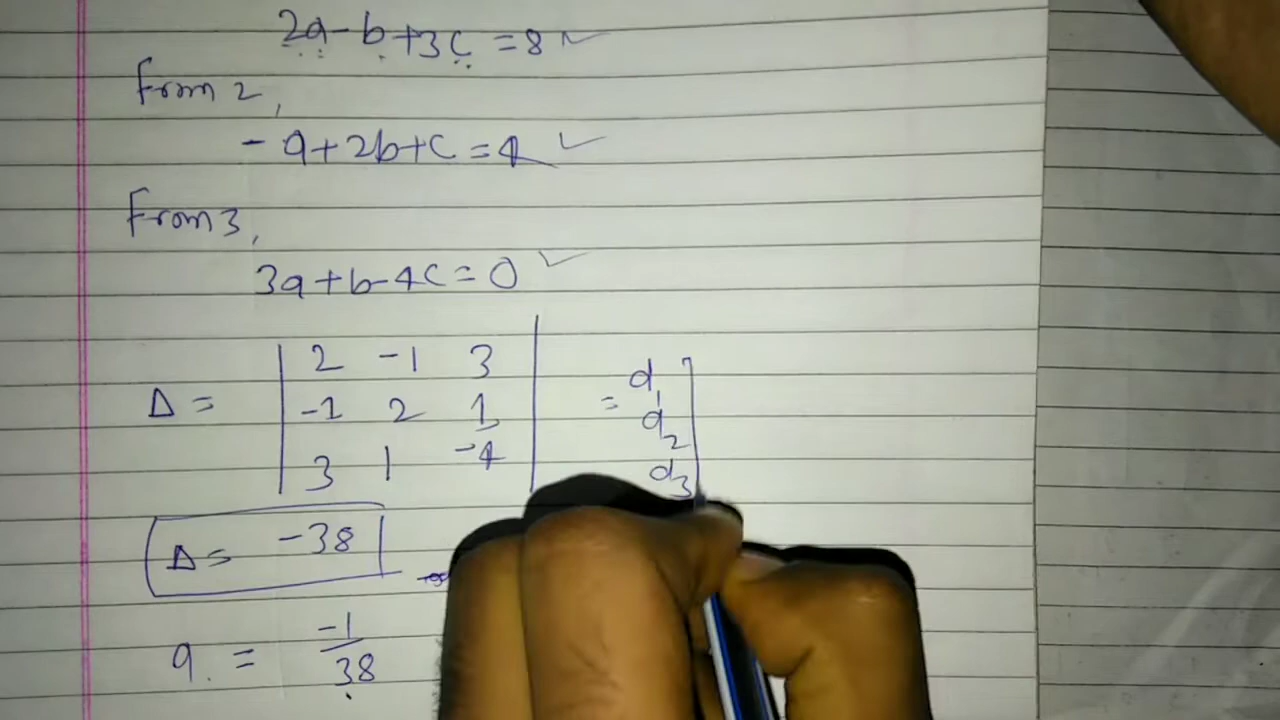 2a-b+3c=8 ✓
From 2,
-a+2b+c=4 ✓
From 3,
3a+b-4c=0 ✓
Δ = | 2 -1 3 | = d1
| -1 2 1 | d2
| 3 1 -4 | d3
Δ = -38
a = -1/38